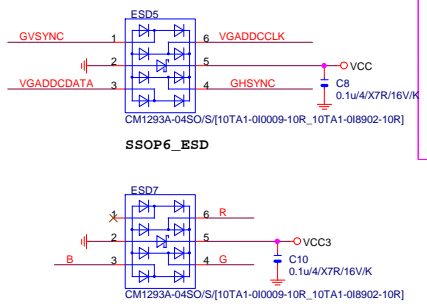 ESD5
GVSYNC 1 6 VGADDCCLK
2 5 VCC
VGADDCDATA 3 4 GHSYNC
C8
0.1u/4/X7R/16V/K
CM1293A-04SO/S/[10TA1-0I0009-10R_10TA1-0I8902-10R]
SSOP6_ESD
ESD7
1 6 R
2 5 VCC3
B 3 4 G
C10
0.1u/4/X7R/16V/K
CM1293A-04SO/S/[10TA1-0I0009-10R_10TA1-0I8902-10R]